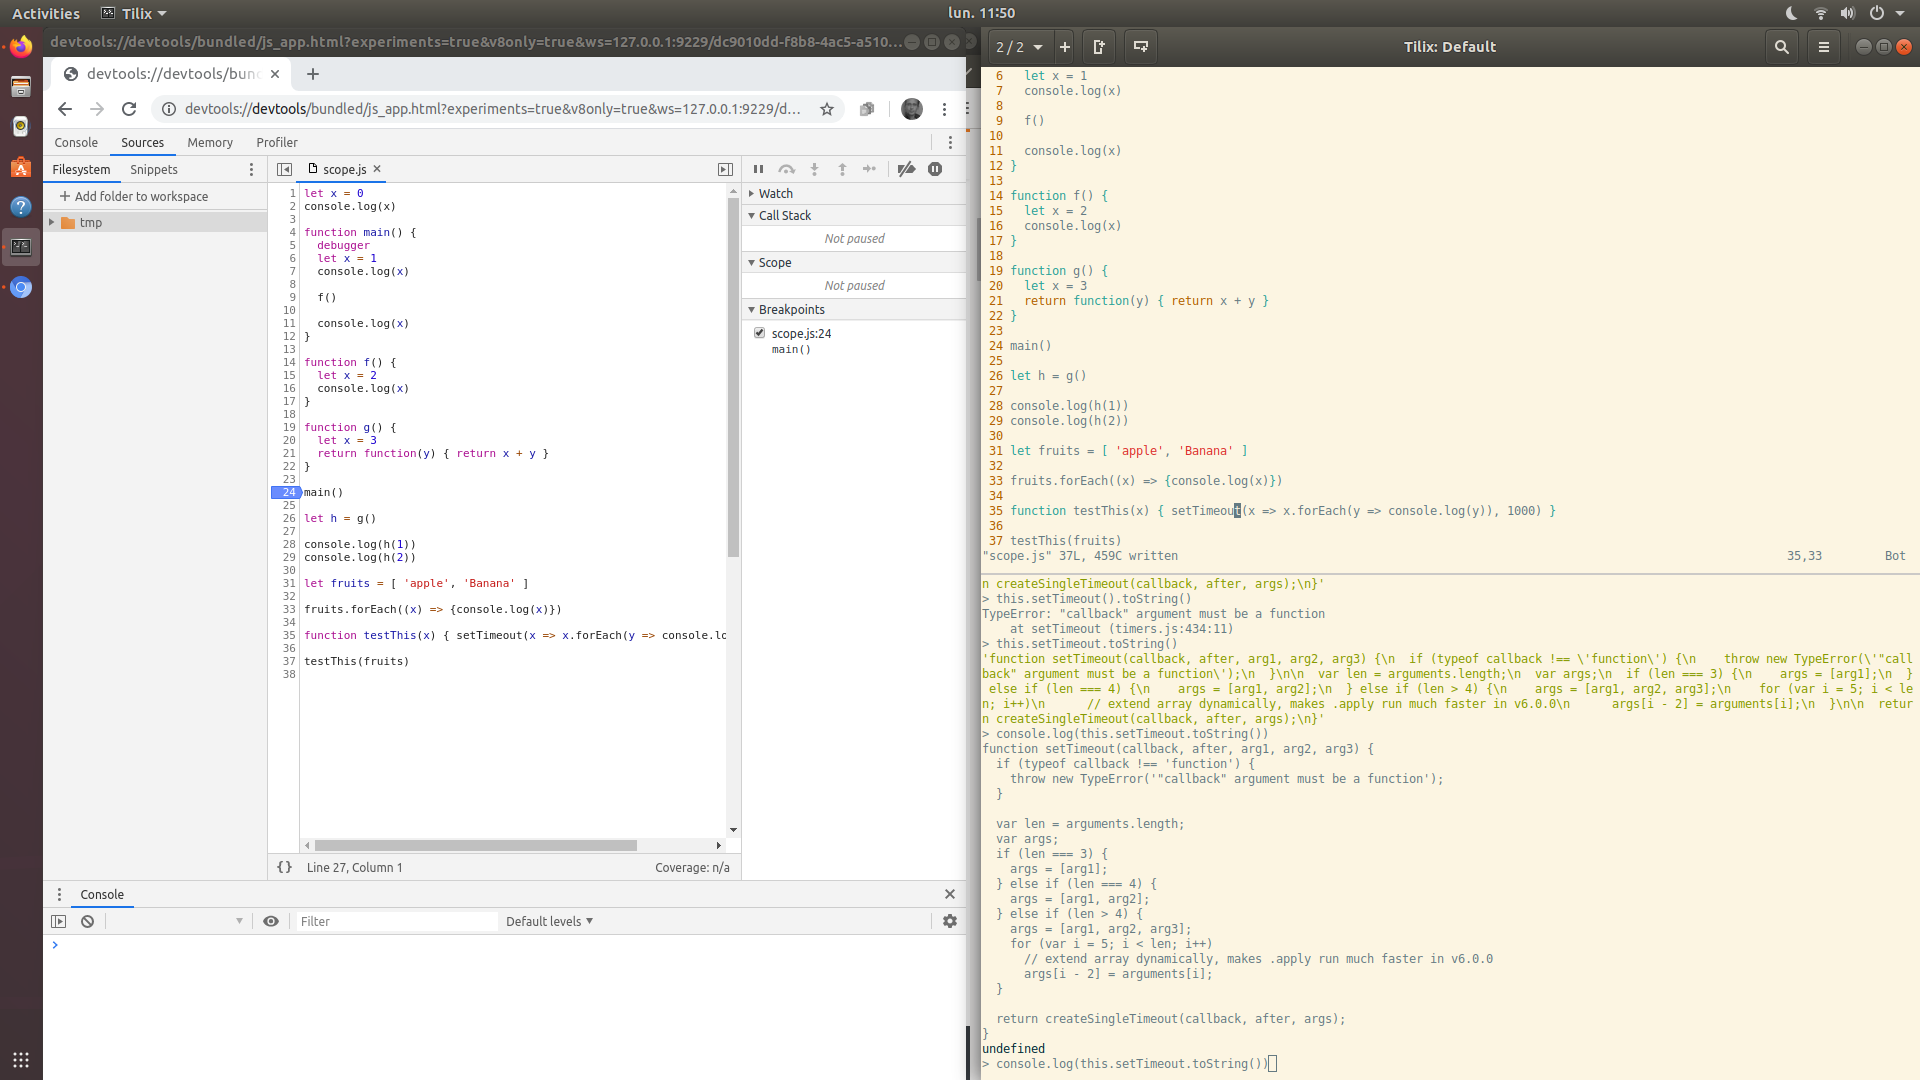 Activities
Tilix
lun. 11:50
devtools://devtools/bundled/js_app.html?experiments=true&v8only=true&ws=127.0.0.1:9229/dc9010dd-f8b8-4ac5-a510...
devtools://devtools/bun
devtools://devtools/bundled/js_app.html?experiments=true&v8only=true&ws=127.0.0.1:9229/d...
Console Sources Memory Profiler
Filesystem Snippets
+ Add folder to workspace
tmp
scope.js
1 let x = 0
2 console.log(x)
3
4 function main() {
5   debugger
6   let x = 1
7   console.log(x)
8
9   f()
10
11   console.log(x)
12 }
13
14 function f() {
15   let x = 2
16   console.log(x)
17 }
18
19 function g() {
20   let x = 3
21   return function(y) { return x + y }
22 }
23
24 main()
25
26 let h = g()
27
28 console.log(h(1))
29 console.log(h(2))
30
31 let fruits = [ 'apple', 'Banana' ]
32
33 fruits.forEach((x) => {console.log(x)})
34
35 function testThis(x) { setTimeout(x => x.forEach(y => console.lo
36
37 testThis(fruits)
38
{} Line 27, Column 1
Coverage: n/a
Watch
Call Stack
Not paused
Scope
Not paused
Breakpoints
scope.js:24
main()
Console
Filter
Default levels
>
2 / 2
Tilix: Default
6   let x = 1
7   console.log(x)
8
9   f()
10
11   console.log(x)
12 }
13
14 function f() {
15   let x = 2
16   console.log(x)
17 }
18
19 function g() {
20   let x = 3
21   return function(y) { return x + y }
22 }
23
24 main()
25
26 let h = g()
27
28 console.log(h(1))
29 console.log(h(2))
30
31 let fruits = [ 'apple', 'Banana' ]
32
33 fruits.forEach((x) => {console.log(x)})
34
35 function testThis(x) { setTimeout(x => x.forEach(y => console.log(y)), 1000) }
36
37 testThis(fruits)
"scope.js" 37L, 459C written 35,33 Bot
n createSingleTimeout(callback, after, args);\n}'
> this.setTimeout().toString()
TypeError: "callback" argument must be a function
    at setTimeout (timers.js:434:11)
> this.setTimeout.toString()
'function setTimeout(callback, after, arg1, arg2, arg3) {\n  if (typeof callback !== \'function\') {\n    throw new TypeError(\'"call
back" argument must be a function\');\n  }\n\n  var len = arguments.length;\n  var args;\n  if (len === 3) {\n    args = [arg1];\n  }
 else if (len === 4) {\n    args = [arg1, arg2];\n  } else if (len > 4) {\n    args = [arg1, arg2, arg3];\n    for (var i = 5; i < le
n; i++)\n      // extend array dynamically, makes .apply run much faster in v6.0.0\n      args[i - 2] = arguments[i];\n  }\n\n  retur
n createSingleTimeout(callback, after, args);\n}'
> console.log(this.setTimeout.toString())
function setTimeout(callback, after, arg1, arg2, arg3) {
  if (typeof callback !== 'function') {
    throw new TypeError('"callback" argument must be a function');
  }

  var len = arguments.length;
  var args;
  if (len === 3) {
    args = [arg1];
  } else if (len === 4) {
    args = [arg1, arg2];
  } else if (len > 4) {
    args = [arg1, arg2, arg3];
    for (var i = 5; i < len; i++)
      // extend array dynamically, makes .apply run much faster in v6.0.0
      args[i - 2] = arguments[i];
  }

  return createSingleTimeout(callback, after, args);
}
undefined
> console.log(this.setTimeout.toString())